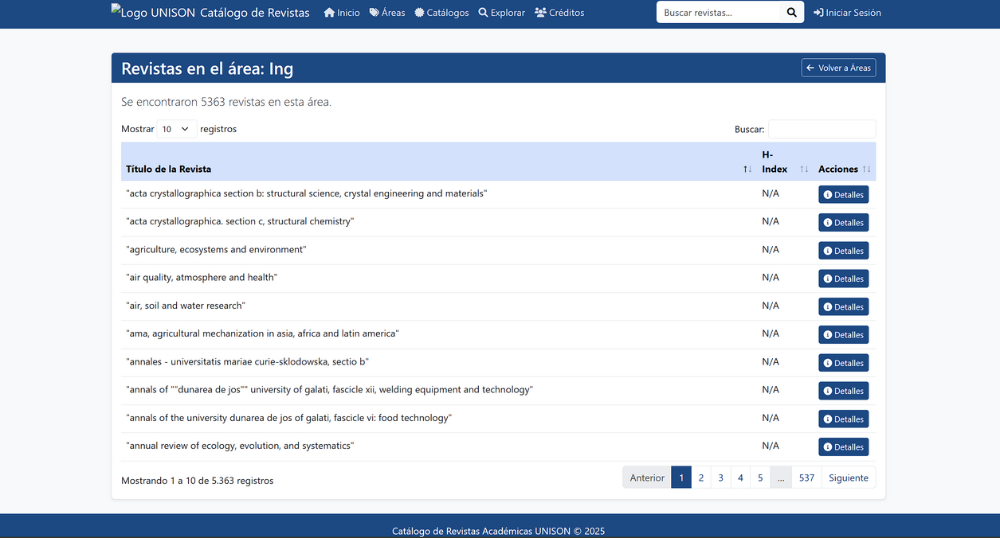 Logo UNISON Catálogo de Revistas Inicio Áreas Catálogos Explorar Créditos Buscar revistas... Iniciar Sesión
Revistas en el área: Ing Volver a Áreas
Se encontraron 5363 revistas en esta área.
Mostrar 10 registros Buscar:
Título de la Revista H-Index Acciones
"acta crystallographica section b: structural science, crystal engineering and materials" N/A Detalles
"acta crystallographica. section c, structural chemistry" N/A Detalles
"agriculture, ecosystems and environment" N/A Detalles
"air quality, atmosphere and health" N/A Detalles
"air, soil and water research" N/A Detalles
"ama, agricultural mechanization in asia, africa and latin america" N/A Detalles
"annales - universitatis mariae curie-sklodowska, sectio b" N/A Detalles
"annals of ""dunarea de jos"" university of galati, fascicle xii, welding equipment and technology" N/A Detalles
"annals of the university dunarea de jos of galati, fascicle vi: food technology" N/A Detalles
"annual review of ecology, evolution, and systematics" N/A Detalles
Mostrando 1 a 10 de 5.363 registros Anterior 1 2 3 4 5 ... 537 Siguiente
Catálogo de Revistas Académicas UNISON © 2025